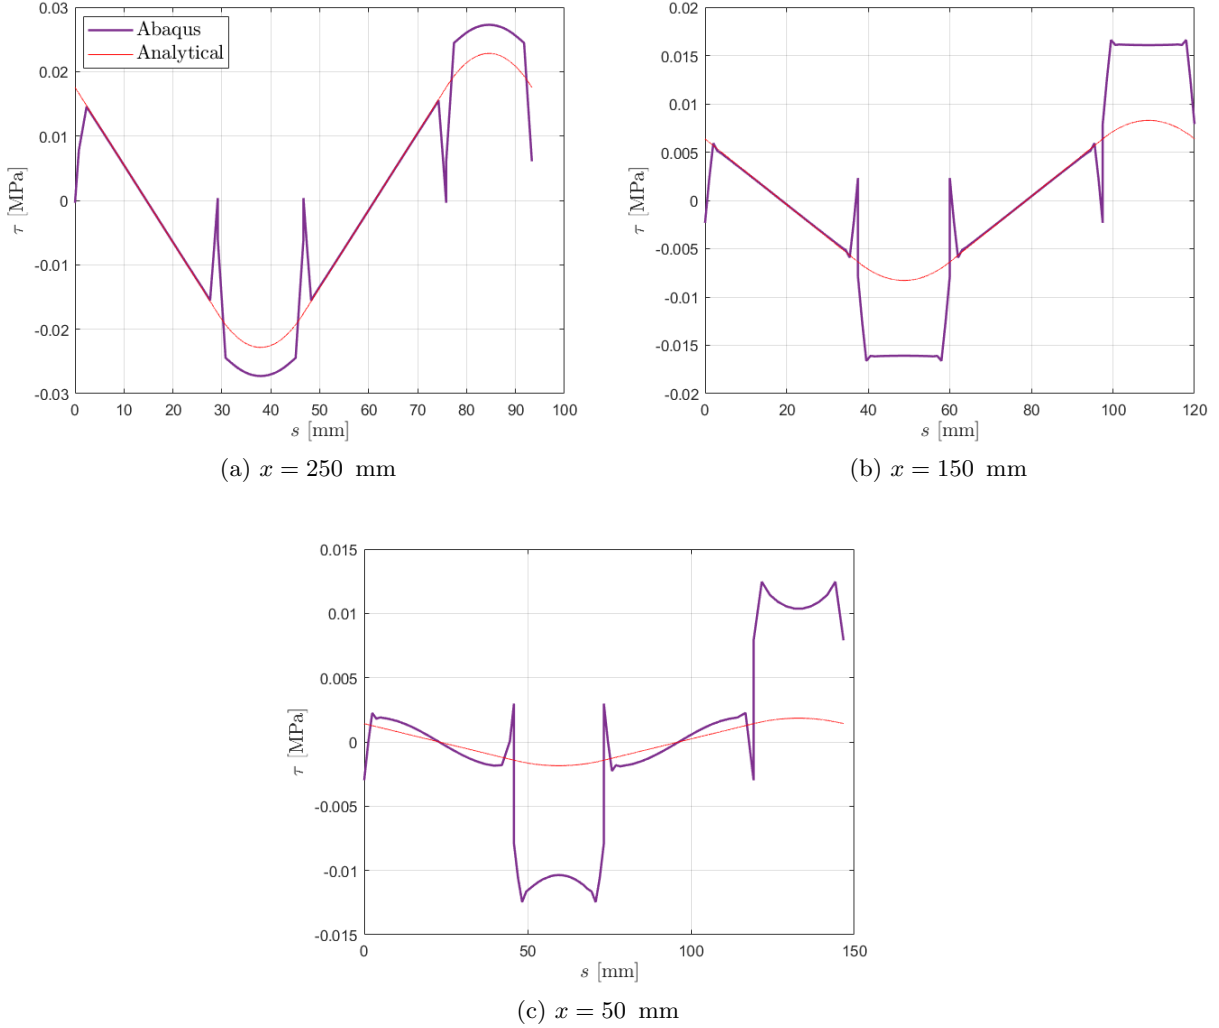 Abaqus
Analytical
0.03
0.02
0.01
0
-0.01
-0.02
-0.03
τ [MPa]
0 10 20 30 40 50 60 70 80 90 100
s [mm]
(a) x = 250 mm
0.02
0.015
0.01
0.005
0
-0.005
-0.01
-0.015
-0.02
τ [MPa]
0 20 40 60 80 100 120
s [mm]
(b) x = 150 mm
0.015
0.01
0.005
0
-0.005
-0.01
-0.015
τ [MPa]
0 50 100 150
s [mm]
(c) x = 50 mm